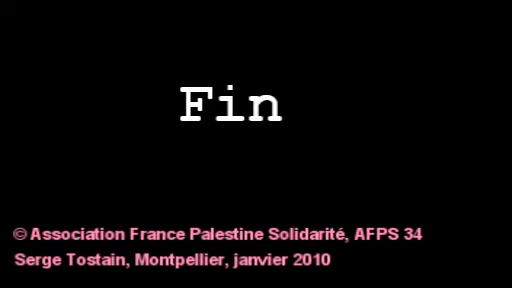 Fin
© Association France Palestine Solidarité, AFPS 34
Serge Tostain, Montpellier, janvier 2010